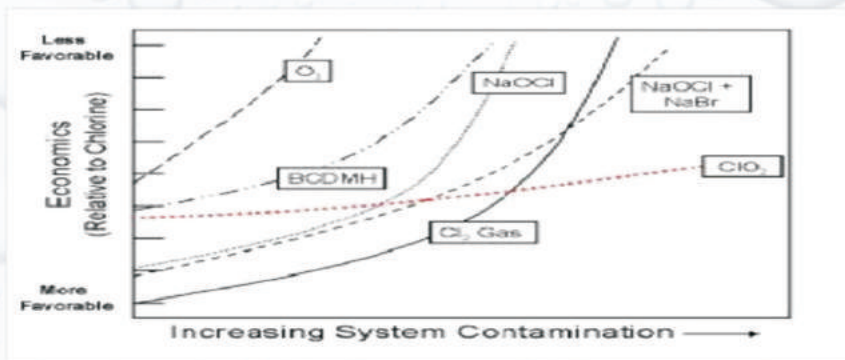 Less
Favorable
O₃
NaOCl
NaOCl +
NaBr
Economics
(Relative to Chlorine)
BCDMH
ClO₂
Cl₂ Gas
More
Favorable
Increasing System Contamination